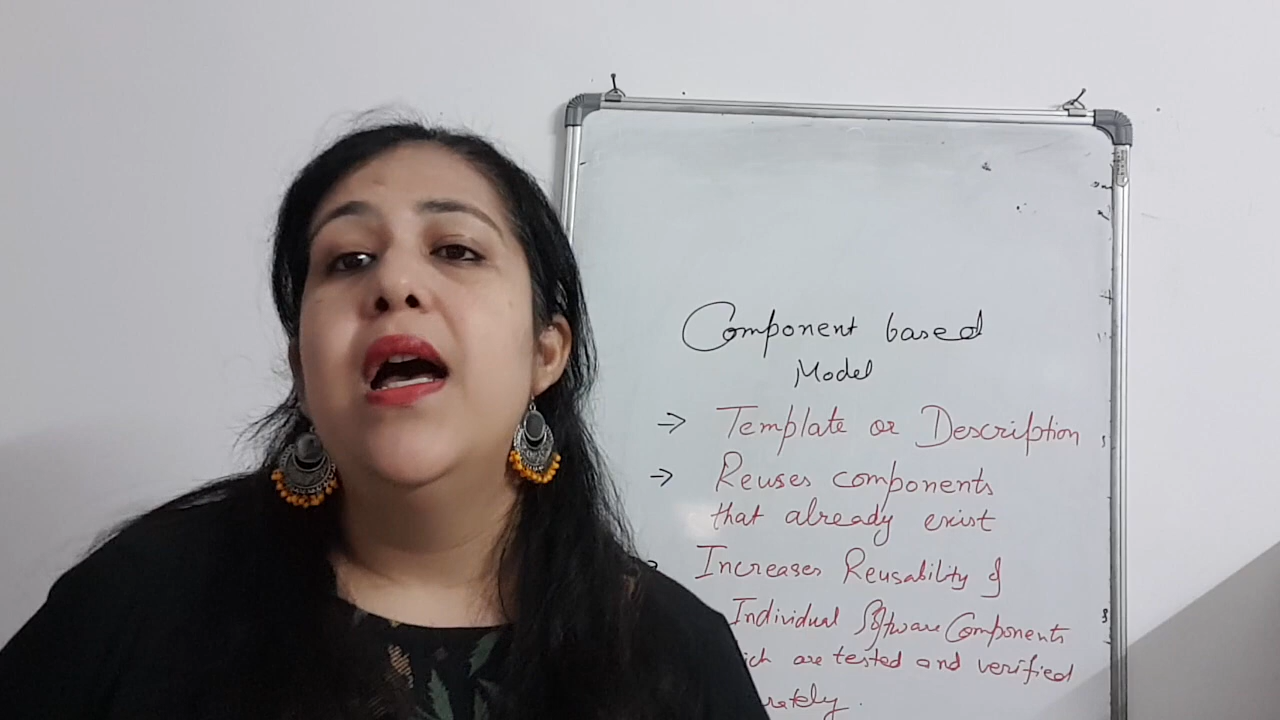 Component based
Model
→ Template or Description
→ Reuses components
that already exist
Increases Reusability of
Individual Software Components
are tested and verified